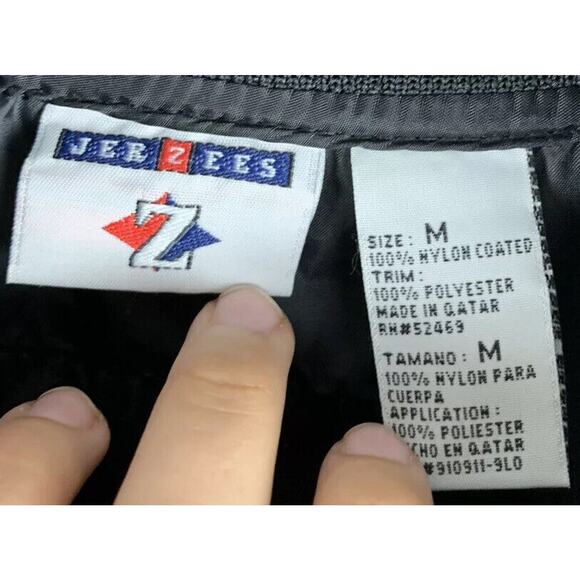 JERZEES
Z
SIZE: M
100% NYLON COATED
TRIM:
100% POLYESTER
MADE IN QATAR
RN#52469
TAMANO: M
100% NYLON PARA
CUERPA
APPLICATION:
100% POLIESTER
CHO EN QATAR
#910911-9L0